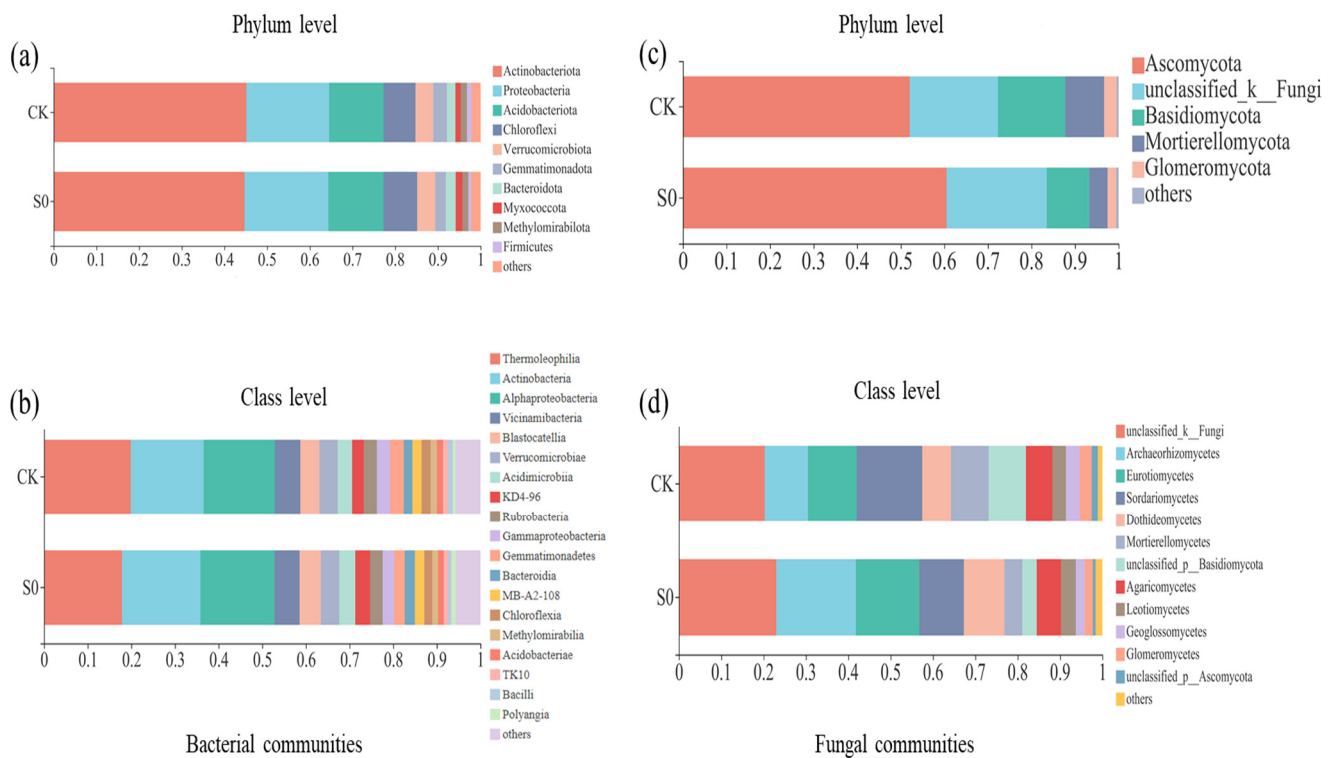 Phylum level
(a)
CK
S0
0 0.1 0.2 0.3 0.4 0.5 0.6 0.7 0.8 0.9 1
Actinobacteriota
Proteobacteria
Acidobacteriota
Chloroflexi
Verrucomicrobiota
Gemmatimonadota
Bacteroidota
Myxococcota
Methylomirabilota
Firmicutes
others
Phylum level
(c)
CK
S0
0 0.1 0.2 0.3 0.4 0.5 0.6 0.7 0.8 0.9 1
Ascomycota
unclassified_k__Fungi
Basidiomycota
Mortierellomycota
Glomeromycota
others
Class level
(b)
CK
S0
0 0.1 0.2 0.3 0.4 0.5 0.6 0.7 0.8 0.9 1
Thermoleophilia
Actinobacteria
Alphaproteobacteria
Vicinamibacteria
Blastocatellia
Verrucomicrobiae
Acidimicrobiia
KD4-96
Rubrobacteria
Gammaproteobacteria
Gemmatimonadetes
Bacteroidia
MB-A2-108
Chloroflexia
Methylomirabilia
Acidobacteriae
TK10
Bacilli
Polyangia
others
Bacterial communities
Class level
(d)
CK
S0
0 0.1 0.2 0.3 0.4 0.5 0.6 0.7 0.8 0.9 1
unclassified_k__Fungi
Archaeorhizomycetes
Eurotiomycetes
Sordariomycetes
Dothideomycetes
Mortierellmycetes
unclassified_p__Basidiomycota
Agaricomycetes
Leotiomycetes
Geoglossomycetes
Glomeromycetes
unclassified_p__Ascomycota
others
Fungal communities